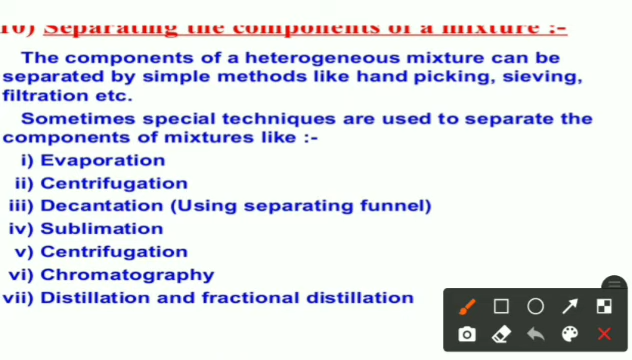 10) Separating the components of a mixture :-
The components of a heterogeneous mixture can be
separated by simple methods like hand picking, sieving,
filtration etc.
Sometimes special techniques are used to separate the
components of mixtures like :-
i) Evaporation
ii) Centrifugation
iii) Decantation (Using separating funnel)
iv) Sublimation
v) Centrifugation
vi) Chromatography
vii) Distillation and fractional distillation